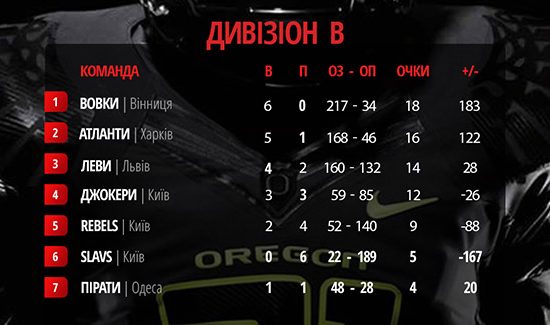 ДИВІЗІОН В
КОМАНДА В П ОЗ - ОП ОЧКИ +/-
1 ВОВКИ | Вінниця 6 0 217 - 34 18 183
2 АТЛАНТИ | Харків 5 1 168 - 46 16 122
3 ЛЕВИ | Львів 4 2 160 - 132 14 28
4 ДЖОКЕРИ | Київ 3 3 59 - 85 12 -26
5 REBELS | Київ 2 4 52 - 140 9 -88
6 SLAVS | Київ 0 6 22 - 189 5 -167
OREGON
7 ПІРАТИ | Одеса 1 1 48 - 28 4 20